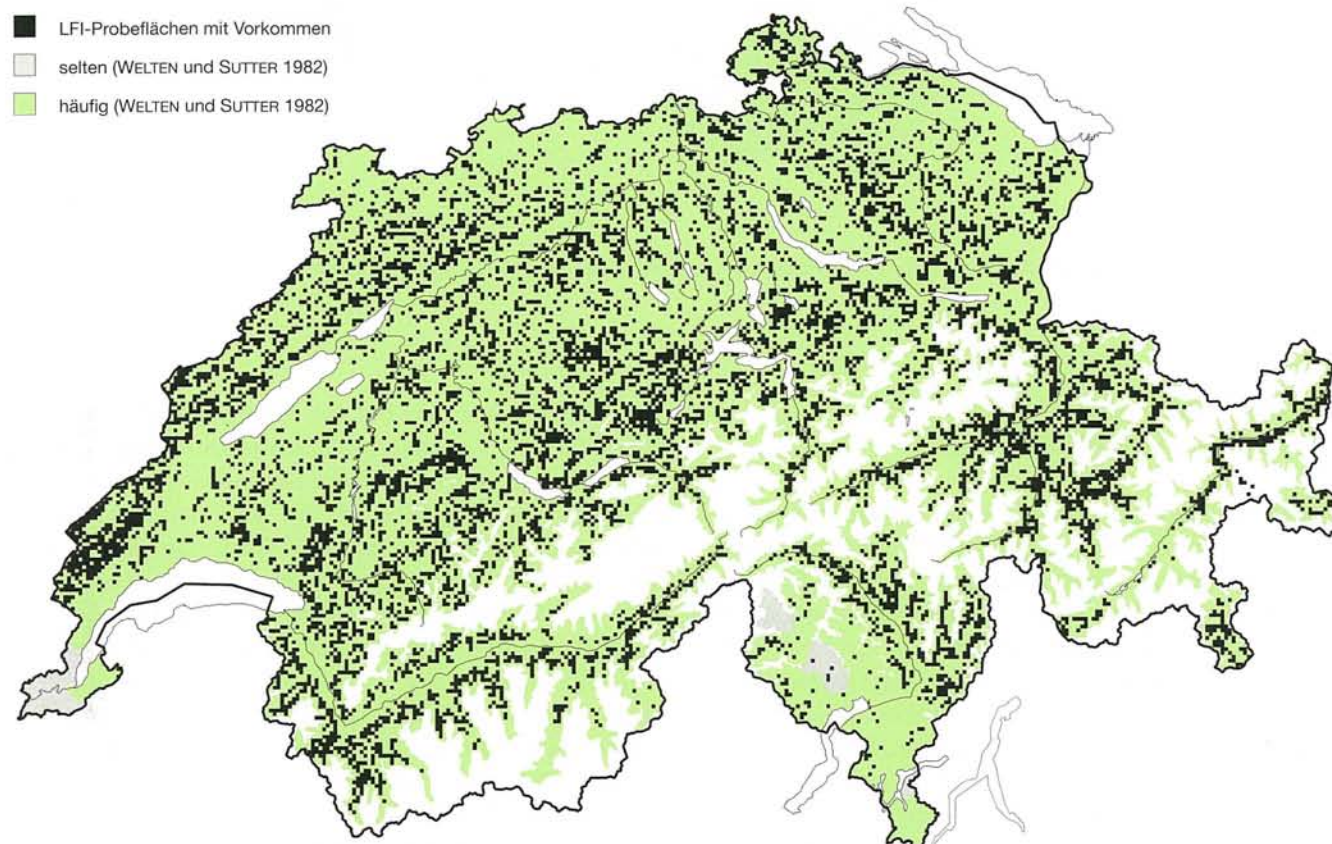 LFI-Probeflächen mit Vorkommen
selten (WELTEN und SUTTER 1982)
häufig (WELTEN und SUTTER 1982)